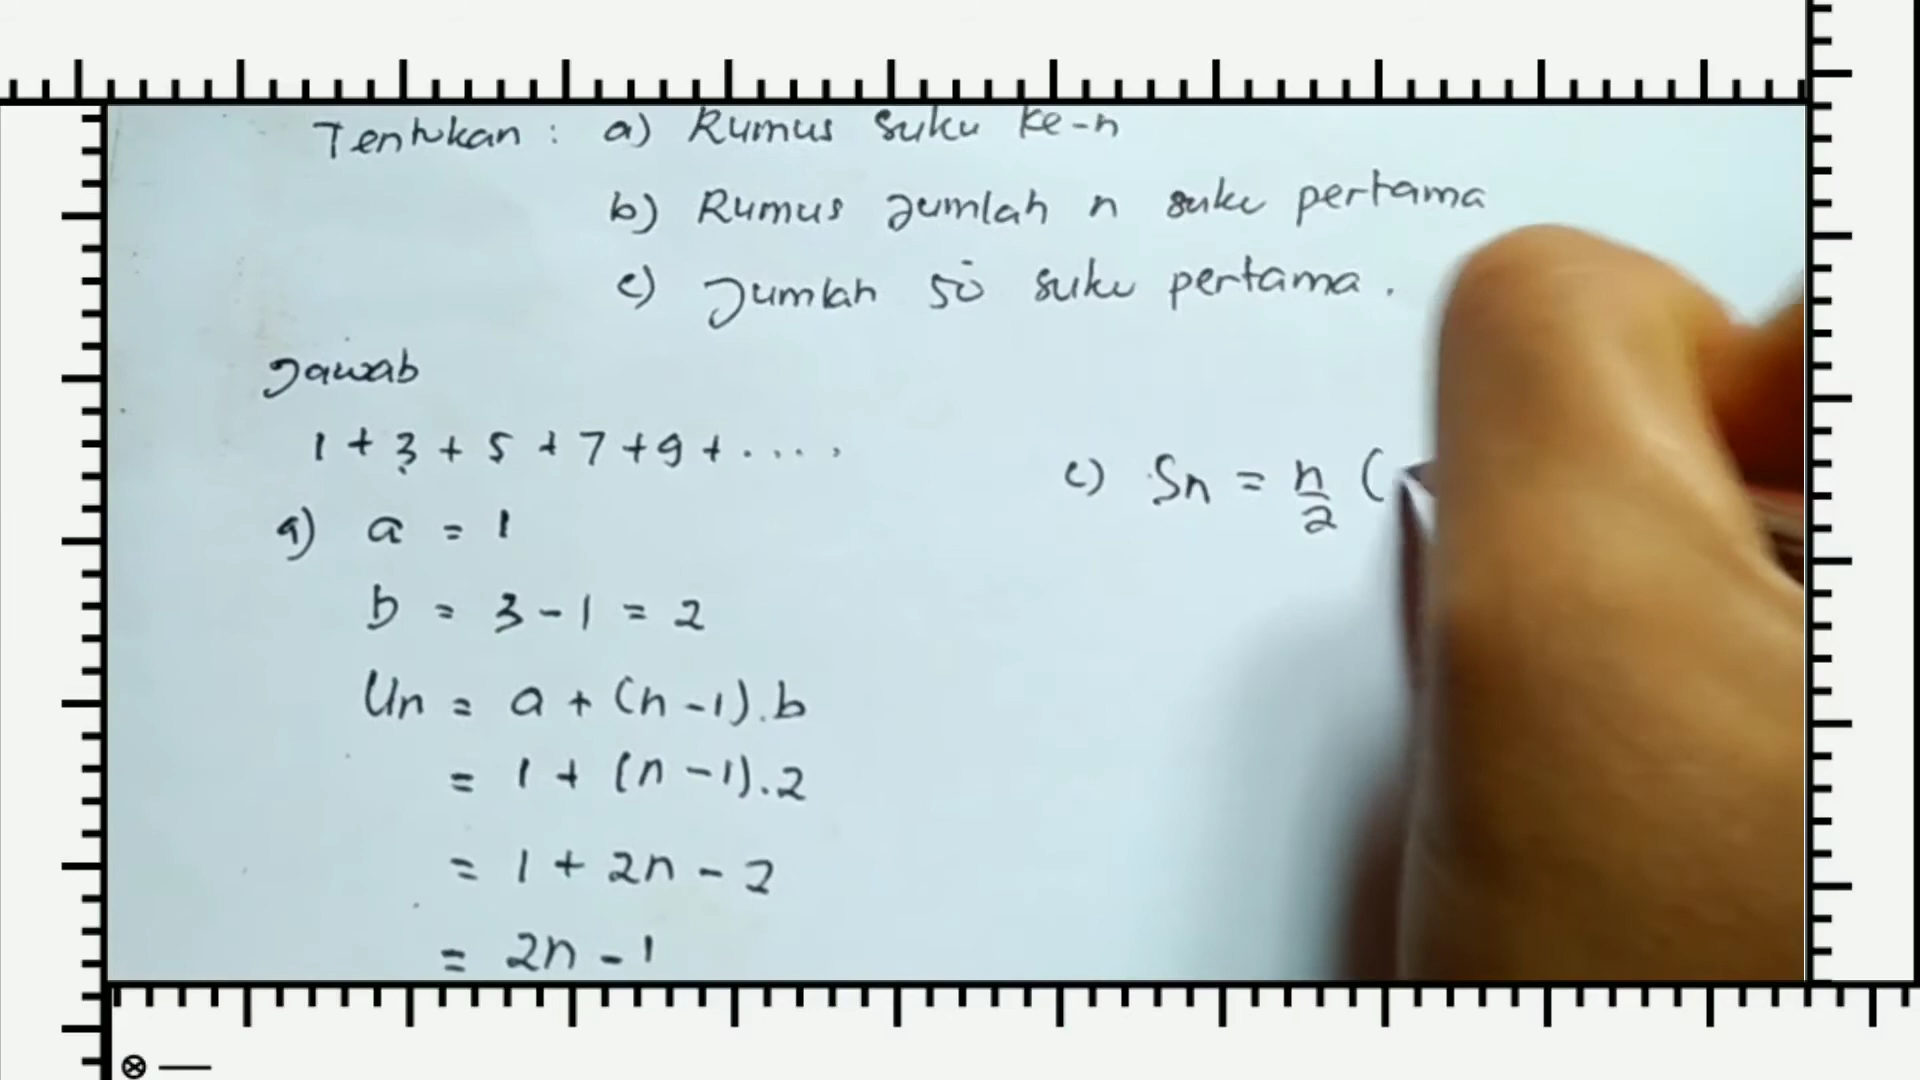 Tentukan : a) Rumus suku ke-n
b) Rumus Jumlah n suku pertama
c) Jumlah 50 suku pertama.
Jawab
1 + 3 + 5 + 7 + 9 + ....
a) a = 1
b = 3 - 1 = 2
Un = a + (n - 1).b
= 1 + (n - 1).2
= 1 + 2n - 2
= 2n - 1
c) Sn = n/2 (